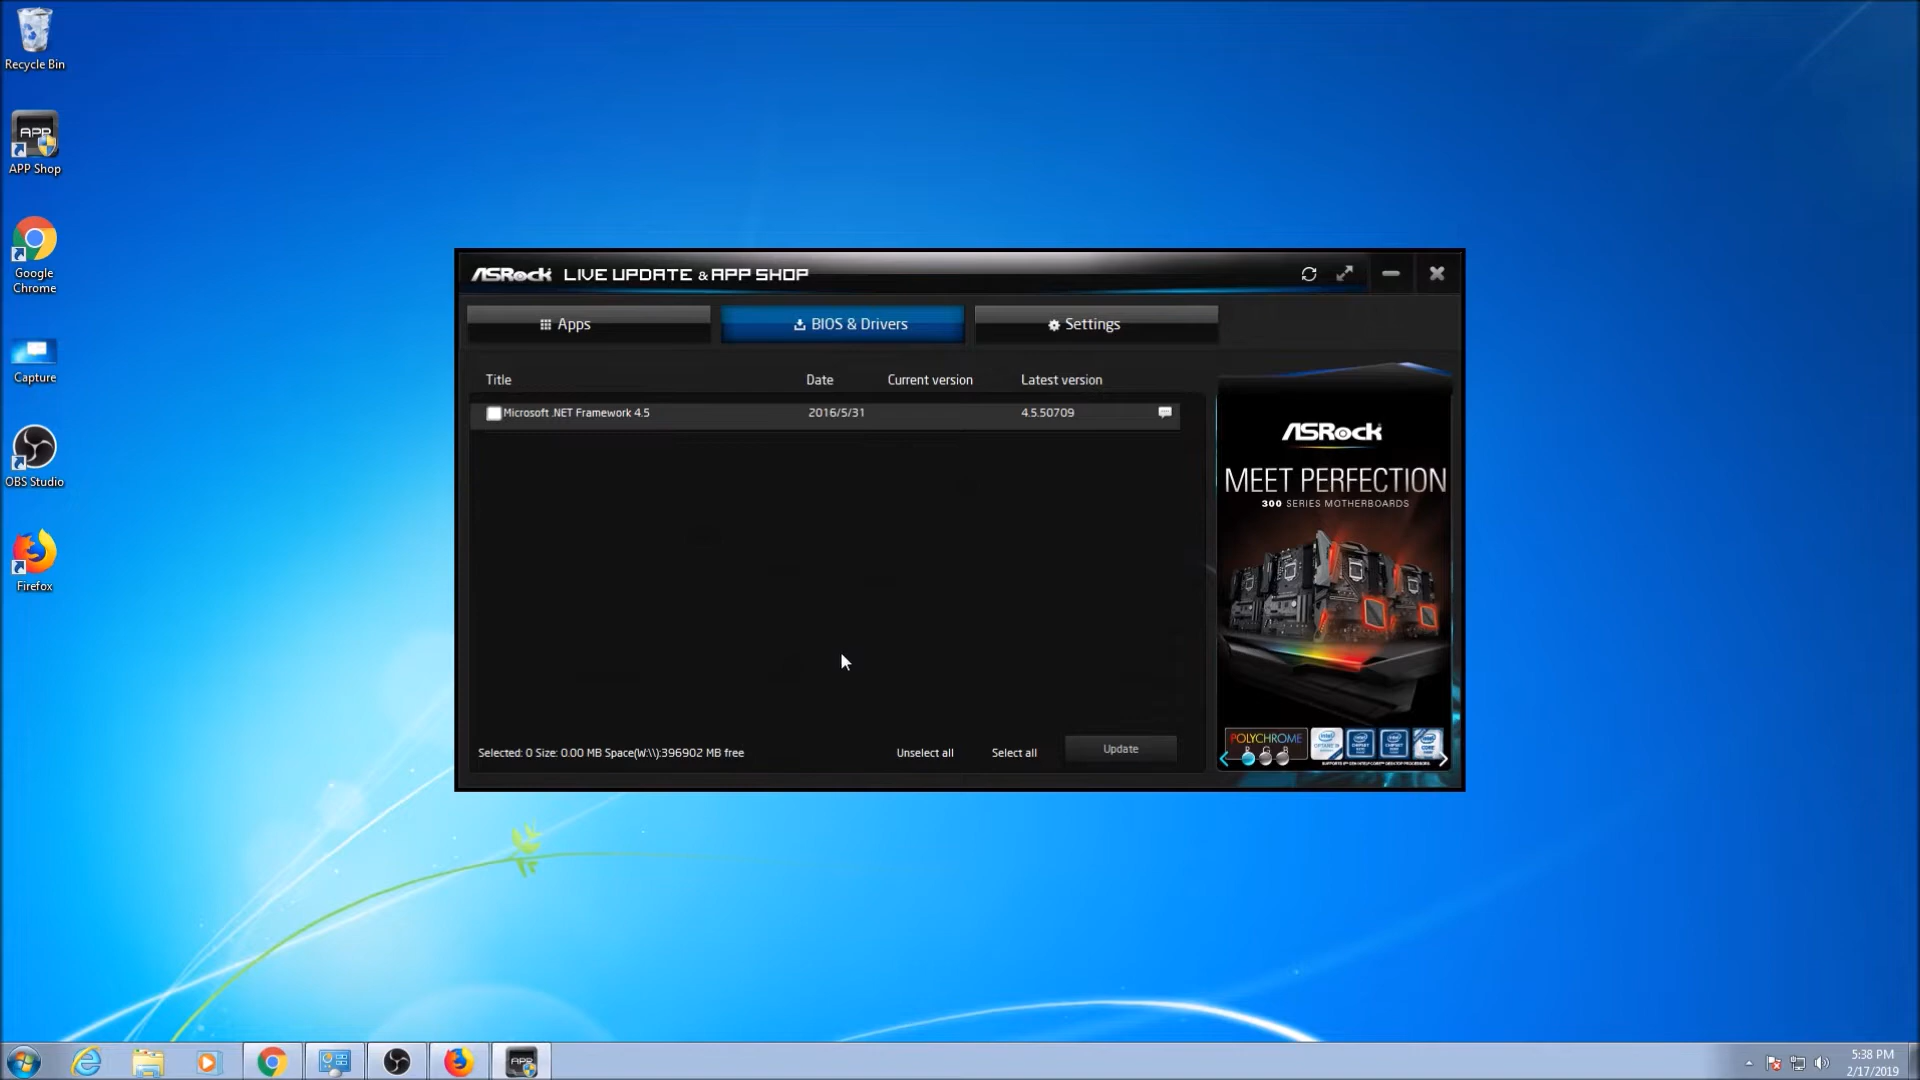 Recycle Bin
APP
APP Shop
Google
Chrome
Capture
OBS Studio
Firefox
ASRock LIVE UPDATE & APP SHOP
Apps
BIOS & Drivers
Settings
Title Date Current version Latest version
Microsoft .NET Framework 4.5 2016/5/31 4.5.50709
Selected: 0 Size: 0.00 MB Space(W:\\):396902 MB free
Unselect all
Select all
Update
ASRock
MEET PERFECTION
300 SERIES MOTHERBOARDS
POLYCHROME
R G B
APP
5:38 PM
2/17/2019